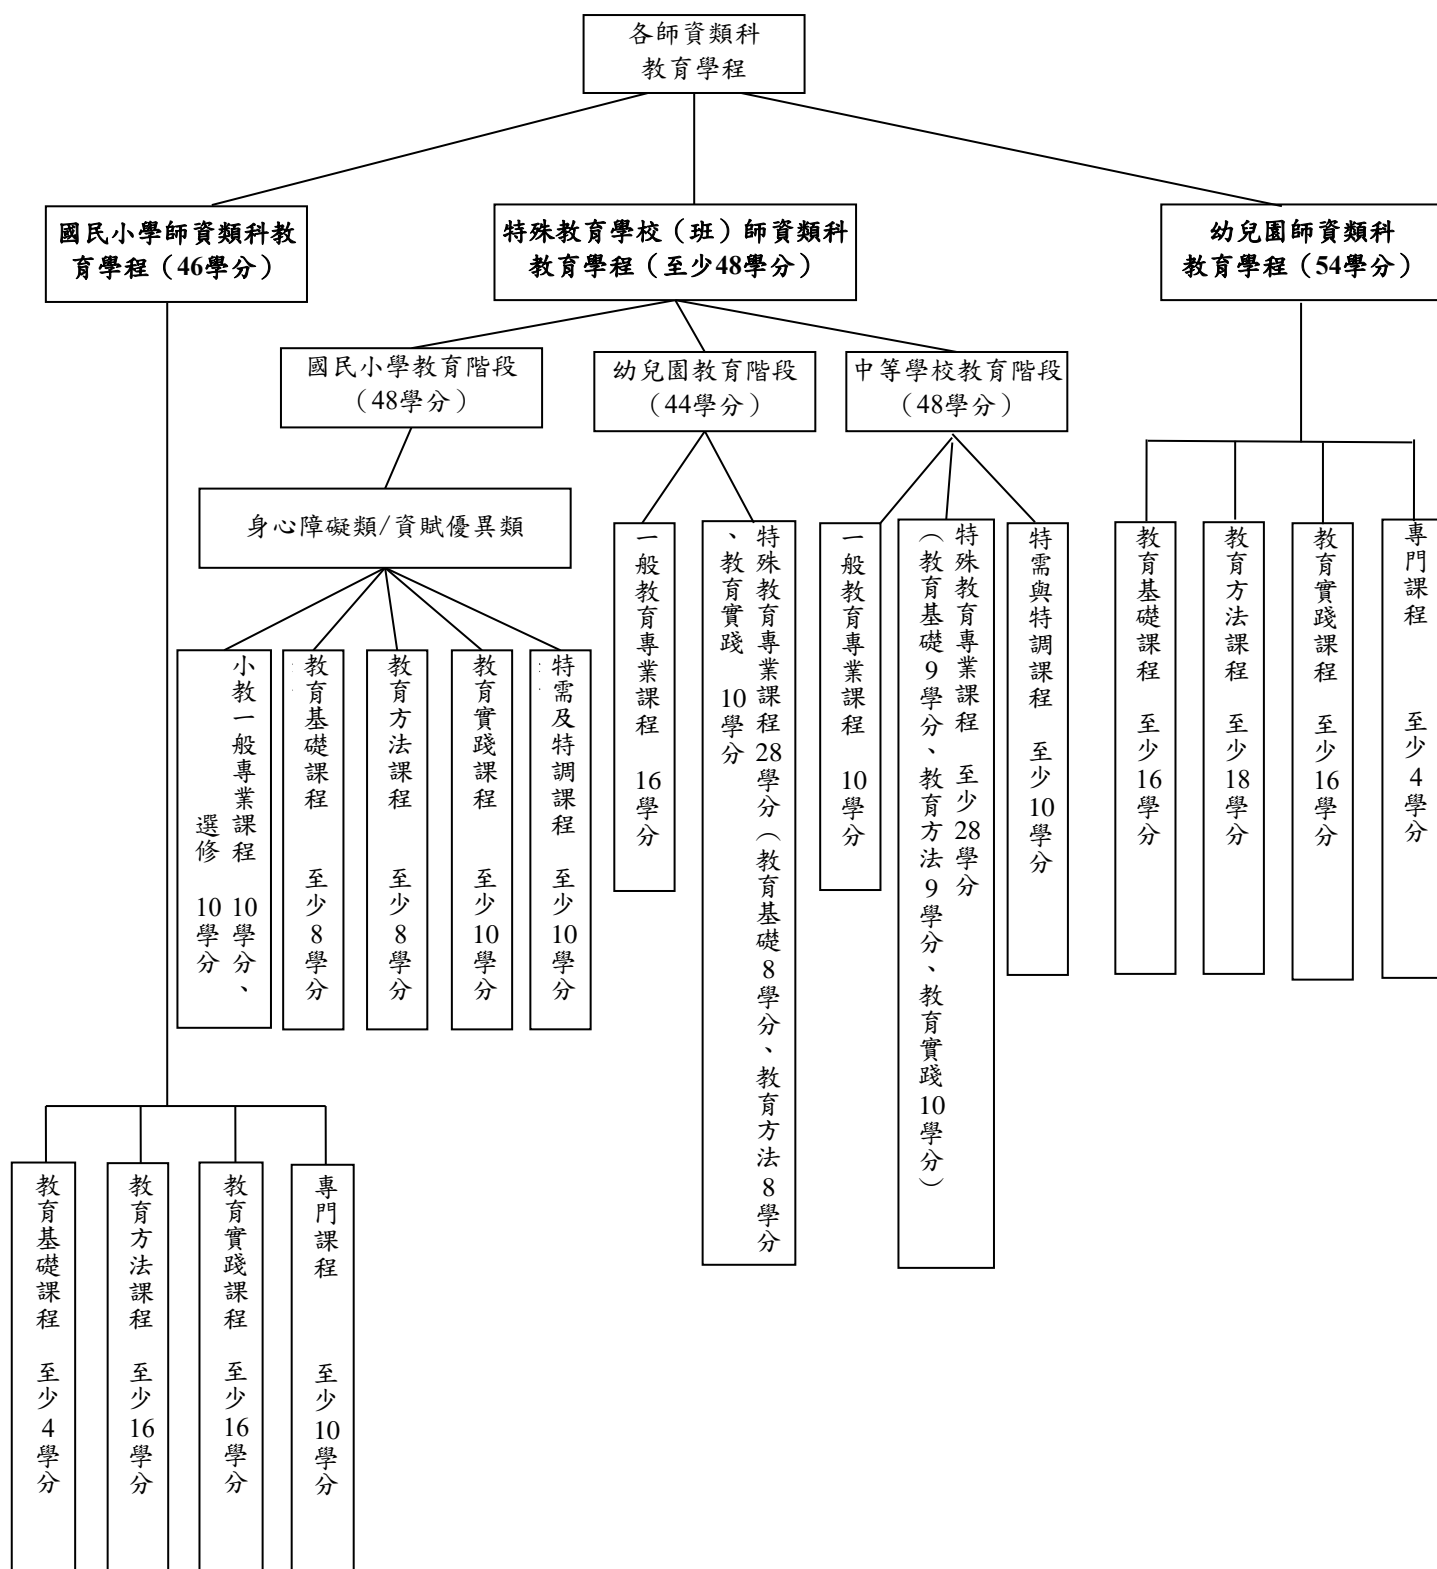 各師資類科
教育學程
國民小學師資類科教
育學程（46學分）
特殊教育學校（班）師資類科
教育學程（至少48學分）
幼兒園師資類科
教育學程（54學分）
國民小學教育階段
（48學分）
幼兒園教育階段
（44學分）
中等學校教育階段
（48學分）
身心障礙類/資賦優異類
小教一般專業課程 10學分、
選修 10學分
教育基礎課程 至少8學分
教育方法課程 至少8學分
教育實踐課程 至少10學分
特需及特調課程 至少10學分
一般教育專業課程 16學分
特殊教育專業課程28學分（教育基礎8學分、教育方法8學分
、教育實踐 10學分
一般教育專業課程 10學分
特殊教育專業課程 至少28學分
（教育基礎9學分、教育方法9學分、教育實踐10學分）
特需與特調課程 至少10學分
教育基礎課程 至少16學分
教育方法課程 至少18學分
教育實踐課程 至少16學分
專門課程 至少4學分
教育基礎課程 至少4學分
教育方法課程 至少16學分
教育實踐課程 至少16學分
專門課程 至少10學分